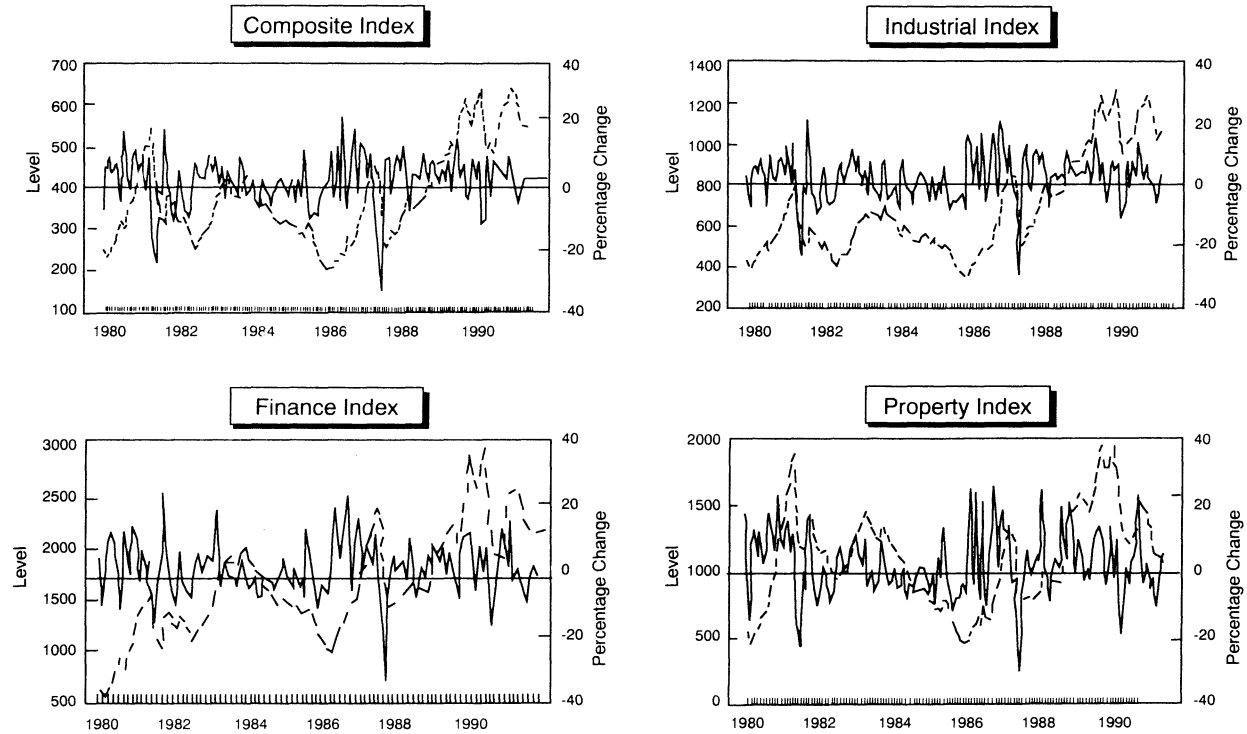 Composite Index
700
600
500
400
300
200
100
Level
40
20
0
-20
-40
Percentage Change
1980 1982 1984 1986 1988 1990
Industrial Index
1400
1200
1000
800
600
400
200
Level
40
20
0
-20
-40
Percentage Change
1980 1982 1984 1986 1988 1990
Finance Index
3000
2500
2000
1500
1000
500
Level
40
20
0
-20
-40
Percentage Change
1980 1982 1984 1986 1988 1990
Property Index
2000
1500
1000
500
0
Level
40
20
0
-20
-40
Percentage Change
1980 1982 1984 1986 1988 1990